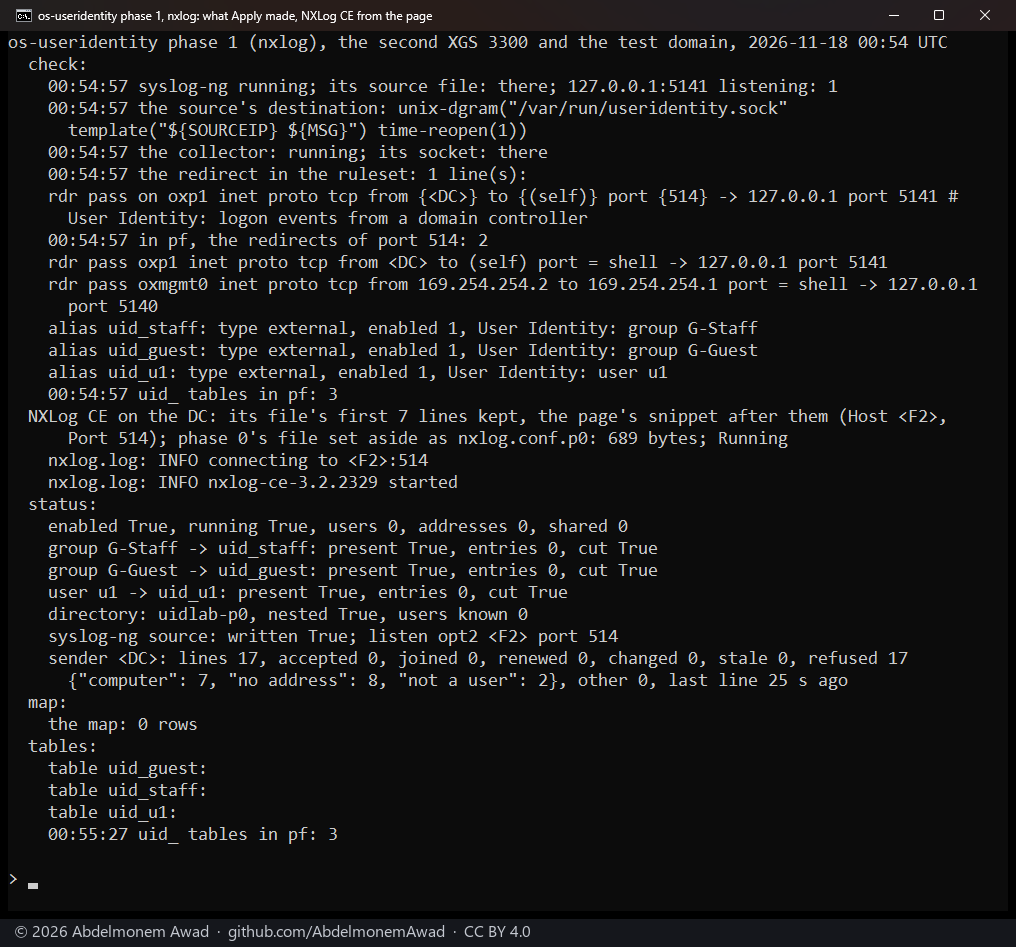 os-useridentity phase 1, nxlog: what Apply made, NXLog CE from the page
os-useridentity phase 1 (nxlog), the second XGS 3300 and the test domain, 2026-11-18 00:54 UTC
check:
00:54:57 syslog-ng running; its source file: there; 127.0.0.1:5141 listening: 1
00:54:57 the source's destination: unix-dgram("/var/run/useridentity.sock"
template("${SOURCEIP} ${MSG}") time-reopen(1))
00:54:57 the collector: running; its socket: there
00:54:57 the redirect in the ruleset: 1 line(s):
rdr pass on oxp1 inet proto tcp from {<DC>} to {(self)} port {514} -> 127.0.0.1 port 5141 #
User Identity: logon events from a domain controller
00:54:57 in pf, the redirects of port 514: 2
rdr pass oxp1 inet proto tcp from <DC> to (self) port = shell -> 127.0.0.1 port 5141
rdr pass oxmgmt0 inet proto tcp from 169.254.254.2 to 169.254.254.1 port = shell -> 127.0.0.1
port 5140
alias uid_staff: type external, enabled 1, User Identity: group G-Staff
alias uid_guest: type external, enabled 1, User Identity: group G-Guest
alias uid_u1: type external, enabled 1, User Identity: user u1
00:54:57 uid_ tables in pf: 3
NXLog CE on the DC: its file's first 7 lines kept, the page's snippet after them (Host <F2>,
Port 514); phase 0's file set aside as nxlog.conf.p0: 689 bytes; Running
nxlog.log: INFO connecting to <F2>:514
nxlog.log: INFO nxlog-ce-3.2.2329 started
status:
enabled True, running True, users 0, addresses 0, shared 0
group G-Staff -> uid_staff: present True, entries 0, cut True
group G-Guest -> uid_guest: present True, entries 0, cut True
user u1 -> uid_u1: present True, entries 0, cut True
directory: uidlab-p0, nested True, users known 0
syslog-ng source: written True; listen opt2 <F2> port 514
sender <DC>: lines 17, accepted 0, joined 0, renewed 0, changed 0, stale 0, refused 17
{"computer": 7, "no address": 8, "not a user": 2}, other 0, last line 25 s ago
map:
the map: 0 rows
tables:
table uid_guest:
table uid_staff:
table uid_u1:
00:55:27 uid_ tables in pf: 3
>
© 2026 Abdelmonem Awad · github.com/AbdelmonemAwad · CC BY 4.0